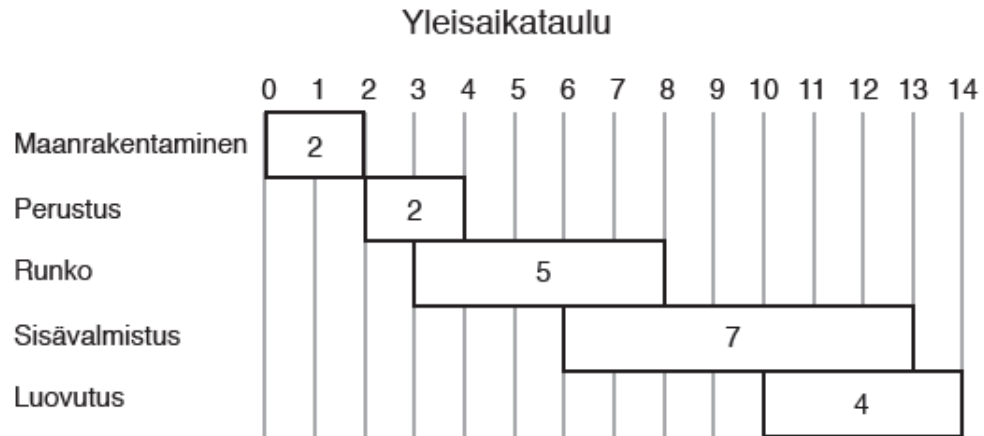 Yleisaikataulu
0 1 2 3 4 5 6 7 8 9 10 11 12 13 14
Maanrakentaminen 2
Perustus 2
Runko 5
Sisävalmistus 7
Luovutus 4